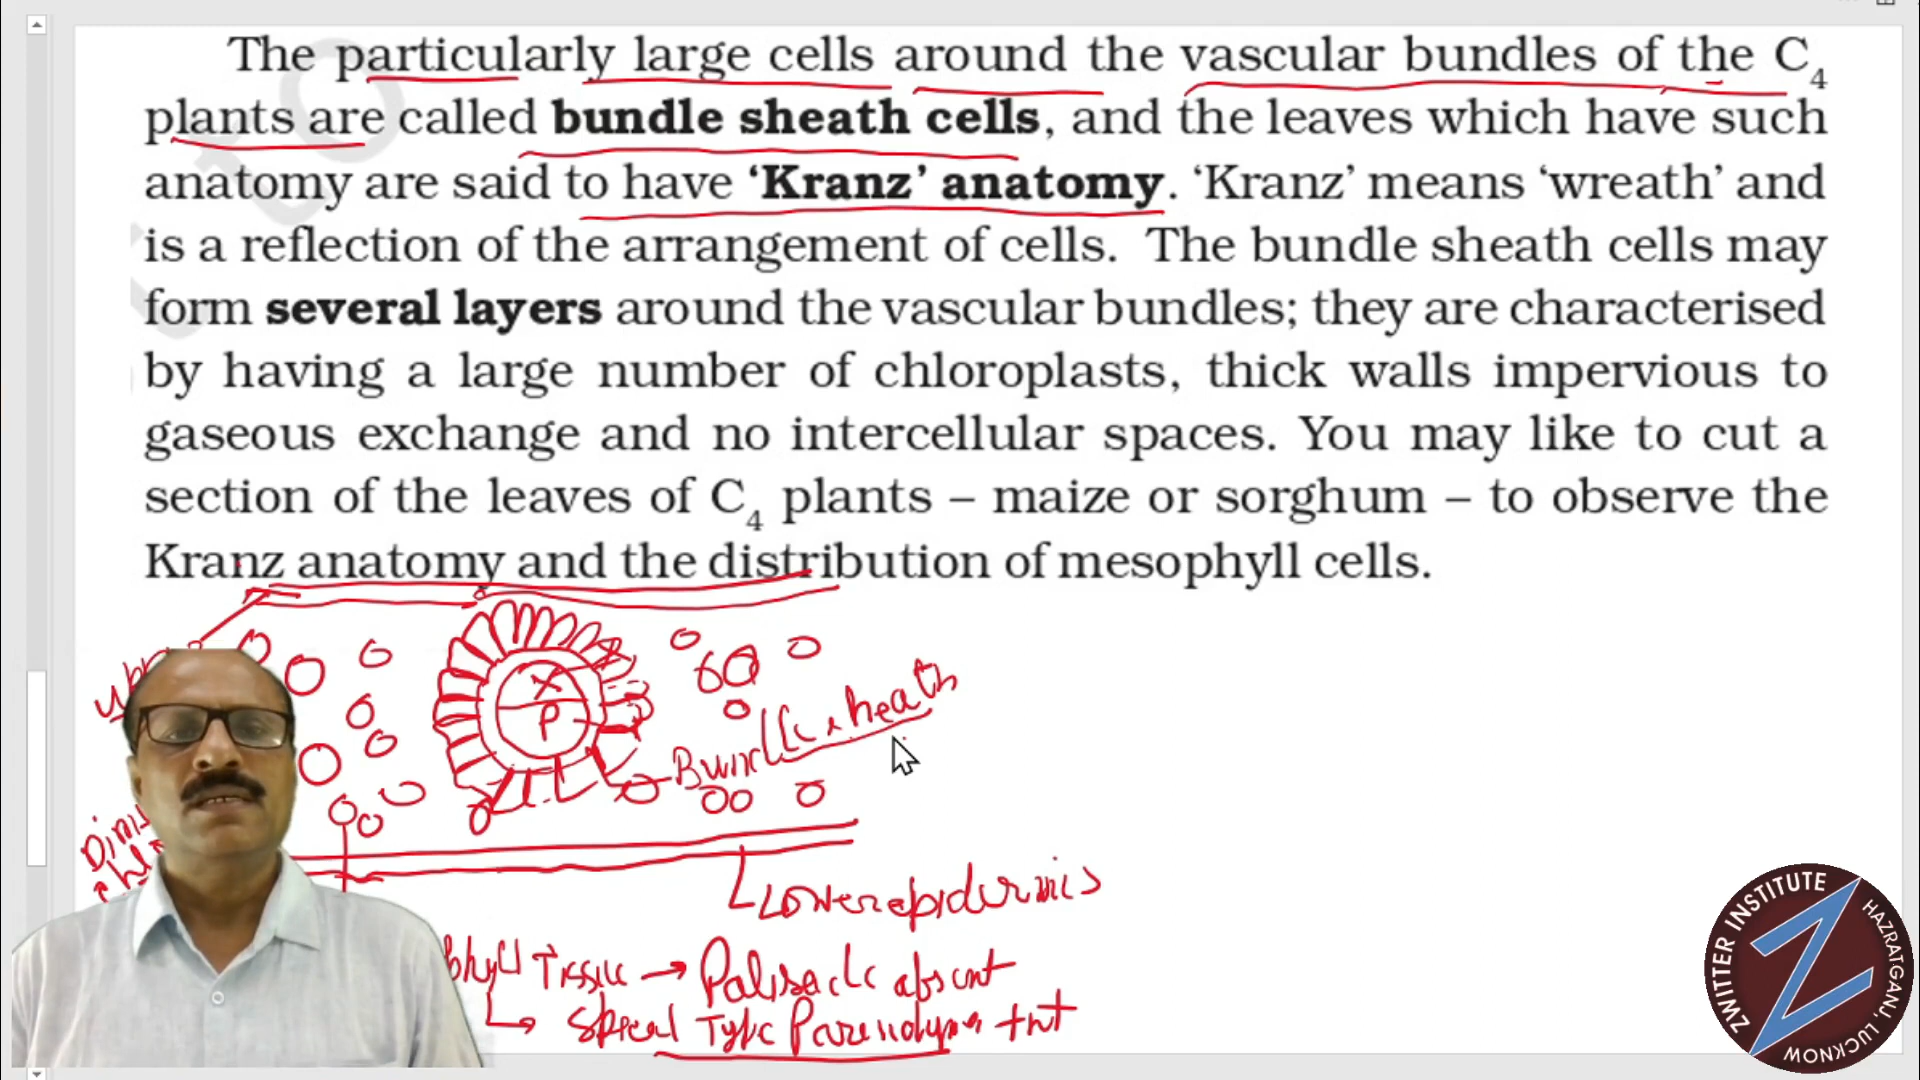 The particularly large cells around the vascular bundles of the C4
plants are called bundle sheath cells, and the leaves which have such
anatomy are said to have ‘Kranz’ anatomy. ‘Kranz’ means ‘wreath’ and
is a reflection of the arrangement of cells. The bundle sheath cells may
form several layers around the vascular bundles; they are characterised
by having a large number of chloroplasts, thick walls impervious to
gaseous exchange and no intercellular spaces. You may like to cut a
section of the leaves of C4 plants – maize or sorghum – to observe the
Kranz anatomy and the distribution of mesophyll cells.
X
P
Bundle sheath
Lower epidermis
Tissue → Palisade absent
Special Type Parenchyma
ZWITTER INSTITUTE
HAZRATGANJ, LUCKNOW